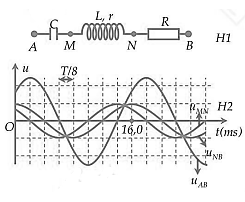 C
L, r
R
A
M
N
B
H1
u
T/8
H2
u_MN
O
16,0
t(ms)
u_NB
u_AB